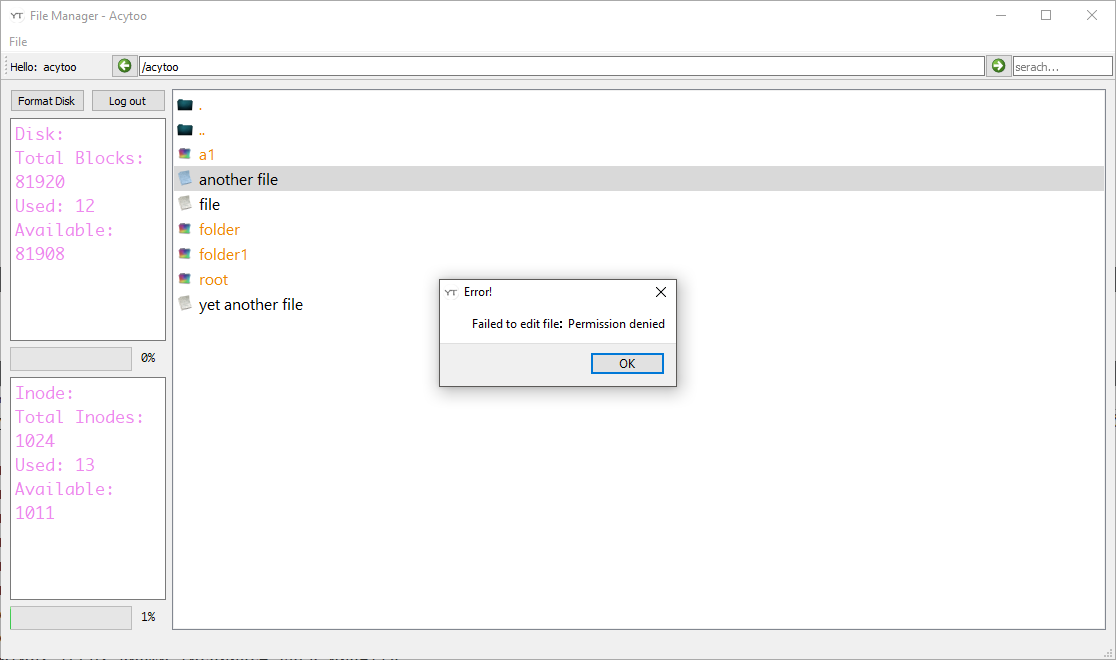 YT File Manager - Acytoo
File
Hello: acytoo
/acytoo
serach...
Format Disk
Log out
Disk:
Total Blocks:
81920
Used: 12
Available:
81908
0%
Inode:
Total Inodes:
1024
Used: 13
Available:
1011
1%
.
..
a1
another file
file
folder
folder1
root
yet another file
YT Error!
Failed to edit file: Permission denied
OK